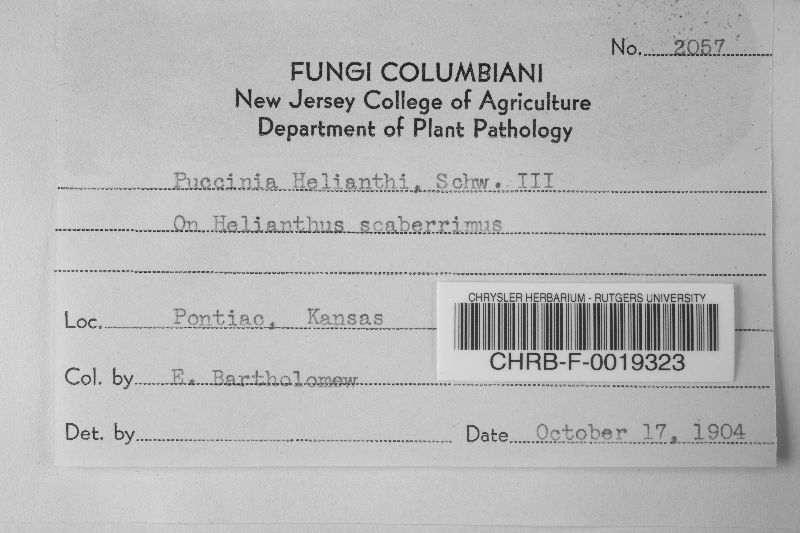 No. 2057
FUNGI COLUMBIANI
New Jersey College of Agriculture
Department of Plant Pathology
Puccinia Helianthi, Schw. III
On Helianthus scaberrimus
Loc. Pontiac, Kansas
CHRYSLER HERBARIUM - RUTGERS UNIVERSITY
CHRB-F-0019323
Col. by E. Bartholomew
Det. by
Date October 17, 1904